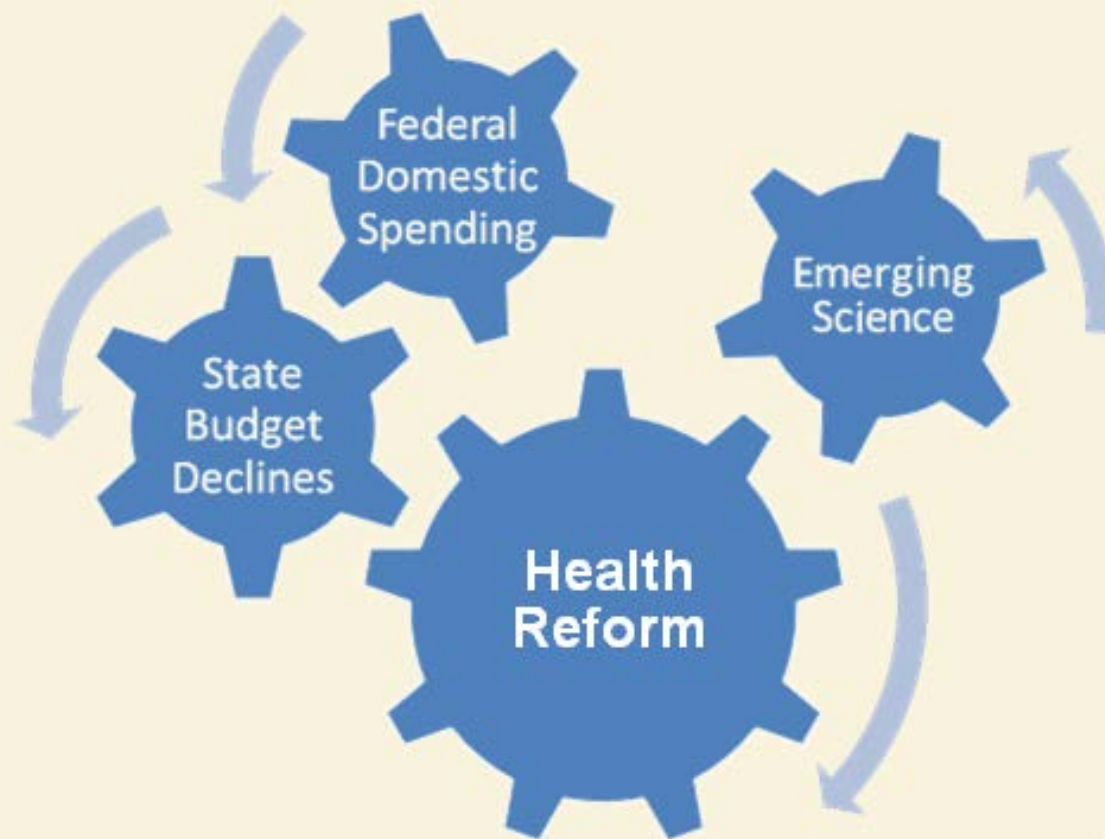 Federal
Domestic
Spending
Emerging
Science
State
Budget
Declines
Health
Reform